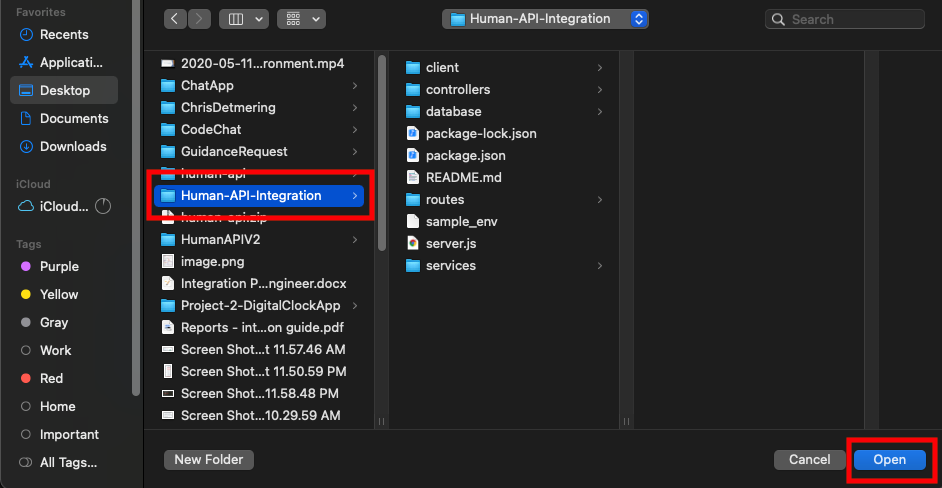 Favorites
Recents
Applicati...
Desktop
Documents
Downloads
iCloud
iCloud...
Tags
Purple
Yellow
Gray
Work
Red
Home
Important
All Tags...
Human-API-Integration
Search
2020-05-11...ronment.mp4
ChatApp
ChrisDetmering
CodeChat
GuidanceRequest
human-api
Human-API-Integration
human-api.zip
HumanAPIV2
image.png
Integration P...ngineer.docx
Project-2-DigitalClockApp
Reports - int...on guide.pdf
Screen Shot...t 11.57.46 AM
Screen Shot...t 11.50.59 PM
Screen Shot...11.58.48 PM
Screen Shot...10.29.59 AM
client
controllers
database
package-lock.json
package.json
README.md
routes
sample_env
server.js
services
New Folder
Cancel
Open